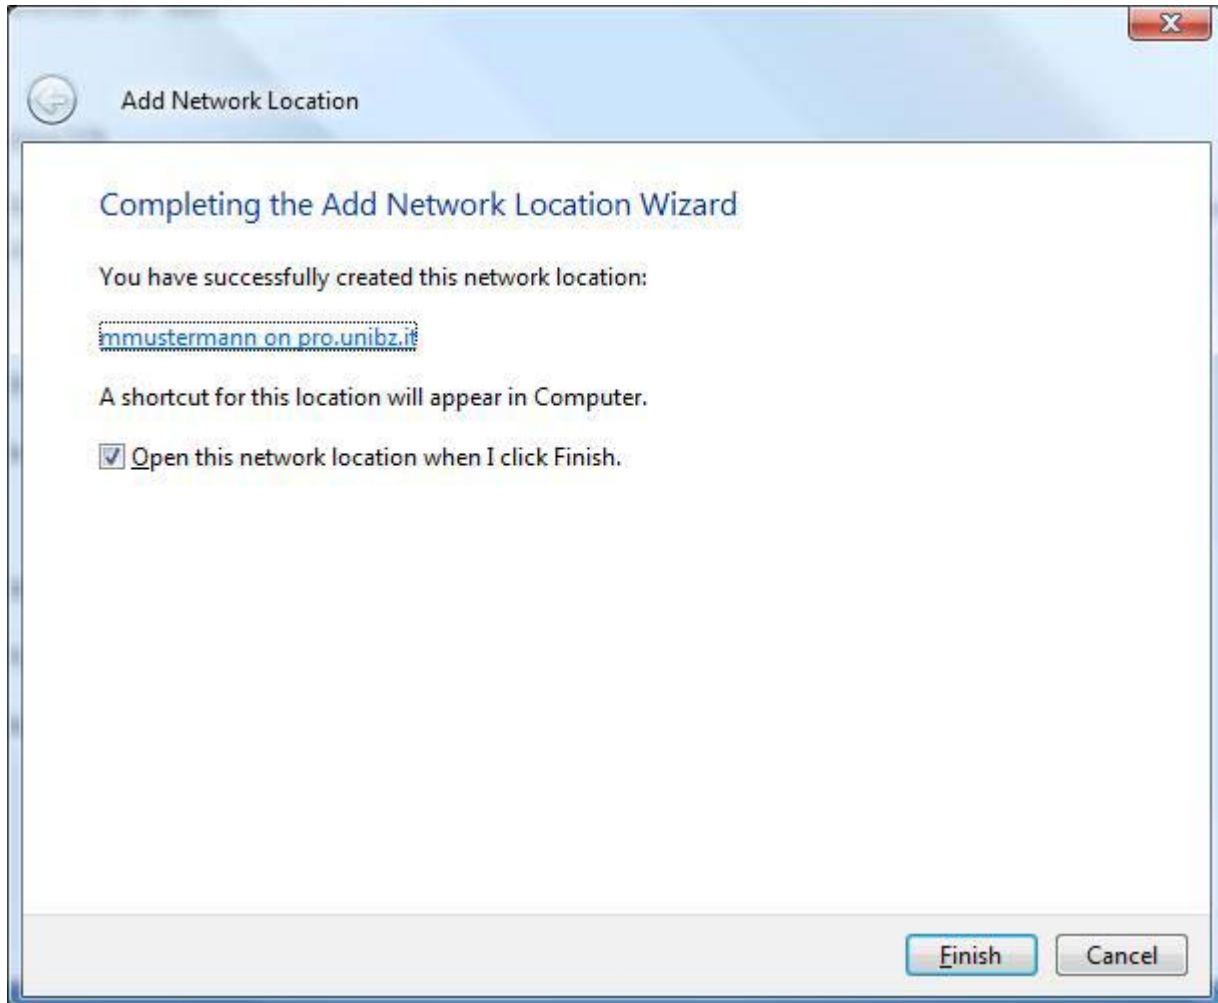 Add Network Location
Completing the Add Network Location Wizard
You have successfully created this network location:
mmustermann on pro.unibz.it
A shortcut for this location will appear in Computer.
Open this network location when I click Finish.
Finish
Cancel